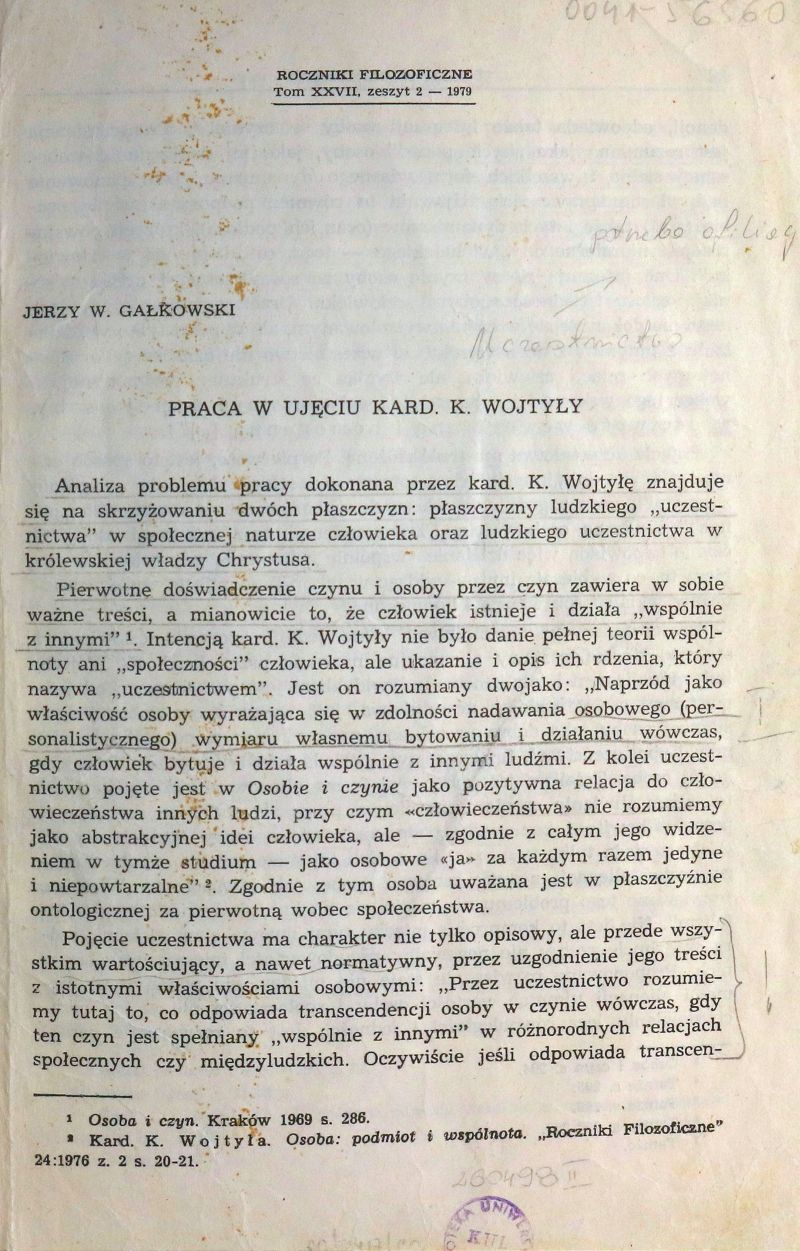 0041-56560
ROCZNIKI FILOZOFICZNE
Tom XXVII, zeszyt 2 — 1979
JERZY W. GAŁKOWSKI
Uczestnictwo
PRACA W UJĘCIU KARD. K. WOJTYŁY
Analiza problemu pracy dokonana przez kard. K. Wojtyłę znajduje
się na skrzyżowaniu dwóch płaszczyzn: płaszczyzny ludzkiego „uczest-
nictwa” w społecznej naturze człowieka oraz ludzkiego uczestnictwa w
królewskiej władzy Chrystusa.
Pierwotne doświadczenie czynu i osoby przez czyn zawiera w sobie
ważne treści, a mianowicie to, że człowiek istnieje i działa „wspólnie
z innymi” ¹. Intencją kard. K. Wojtyły nie było danie pełnej teorii wspól-
noty ani „społeczności” człowieka, ale ukazanie i opis ich rdzenia, który
nazywa „uczestnictwem”. Jest on rozumiany dwojako: „Naprzód jako
właściwość osoby wyrażająca się w zdolności nadawania osobowego (per-
sonalistycznego) wymiaru własnemu bytowaniu i działaniu wówczas,
gdy człowiek bytuje i działa wspólnie z innymi ludźmi. Z kolei uczest-
nictwo pojęte jest w Osobie i czynie jako pozytywna relacja do czło-
wieczeństwa innych ludzi, przy czym «człowieczeństwa» nie rozumiemy
jako abstrakcyjnej idei człowieka, ale — zgodnie z całym jego widze-
niem w tymże studium — jako osobowe «ja» za każdym razem jedyne
i niepowtarzalne” ². Zgodnie z tym osoba uważana jest w płaszczyźnie
ontologicznej za pierwotną wobec społeczeństwa.
Pojęcie uczestnictwa ma charakter nie tylko opisowy, ale przede wszy-
stkim wartościujący, a nawet normatywny, przez uzgodnienie jego treści
z istotnymi właściwościami osobowymi: „Przez uczestnictwo rozumie-
my tutaj to, co odpowiada transcendencji osoby w czynie wówczas, gdy
ten czyn jest spełniany „wspólnie z innymi” w różnorodnych relacjach
społecznych czy międzyludzkich. Oczywiście jeśli odpowiada transcen-
¹ Osoba i czyn. Kraków 1969 s. 286.
² Kard. K. Wojtyła. Osoba: podmiot i wspólnota. „Roczniki Filozoficzne”
24:1976 z. 2 s. 20-21.
260498 II